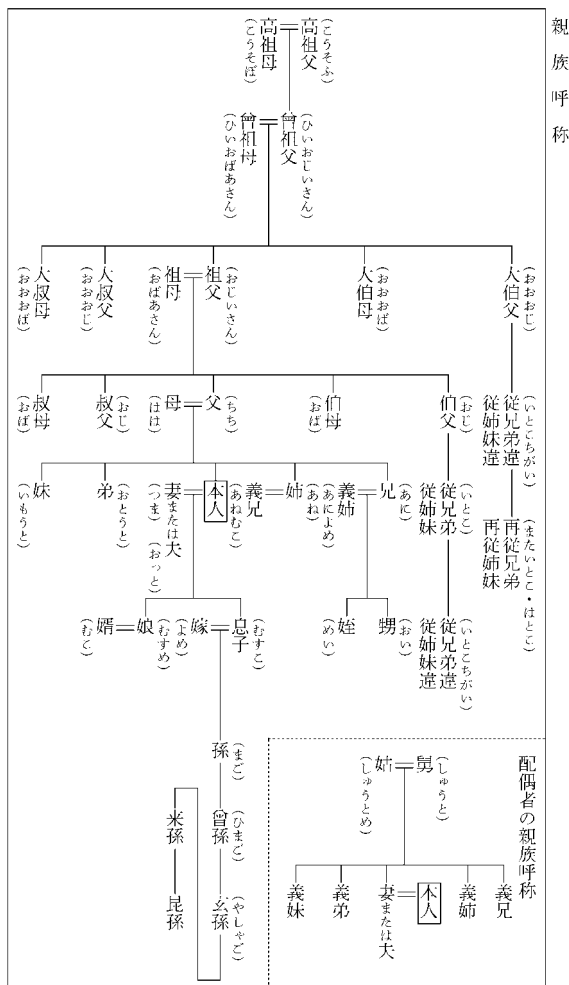 親族呼称
高祖父
(こうそふ)
高祖母
(こうそぼ)
曾祖父
(ひいおじいさん)
曾祖母
(ひいおばあさん)
大伯父
(おおおじ)
大伯母
(おおおば)
祖父
(おじいさん)
祖母
(おばあさん)
大叔父
(おおおじ)
大叔母
(おおおば)
従兄弟違
従姉妹違
(いとこちがい)
伯父
(おじ)
伯母
(おば)
父
(ちち)
母
(はは)
叔父
(おじ)
叔母
(おば)
再従兄弟
再従姉妹
(またいとこ・はとこ)
従兄弟
従姉妹
(いとこ)
兄
(あに)
義姉
(あによめ)
姉
(あね)
義兄
(あねむこ)
本人
妻または夫
(つま) (おっと)
弟
(おとうと)
妹
(いもうと)
従兄弟違
従姉妹違
(いとこちがい)
甥
(おい)
姪
(めい)
息子
(むすこ)
嫁
(よめ)
娘
(むすめ)
婿
(むこ)
孫
(まご)
曾孫
(ひまご)
玄孫
(やしゃご)
来孫
昆孫
配偶者の親族呼称
舅
(しゅうと)
姑
(しゅうとめ)
義兄
義姉
本人
妻または夫
義弟
義妹